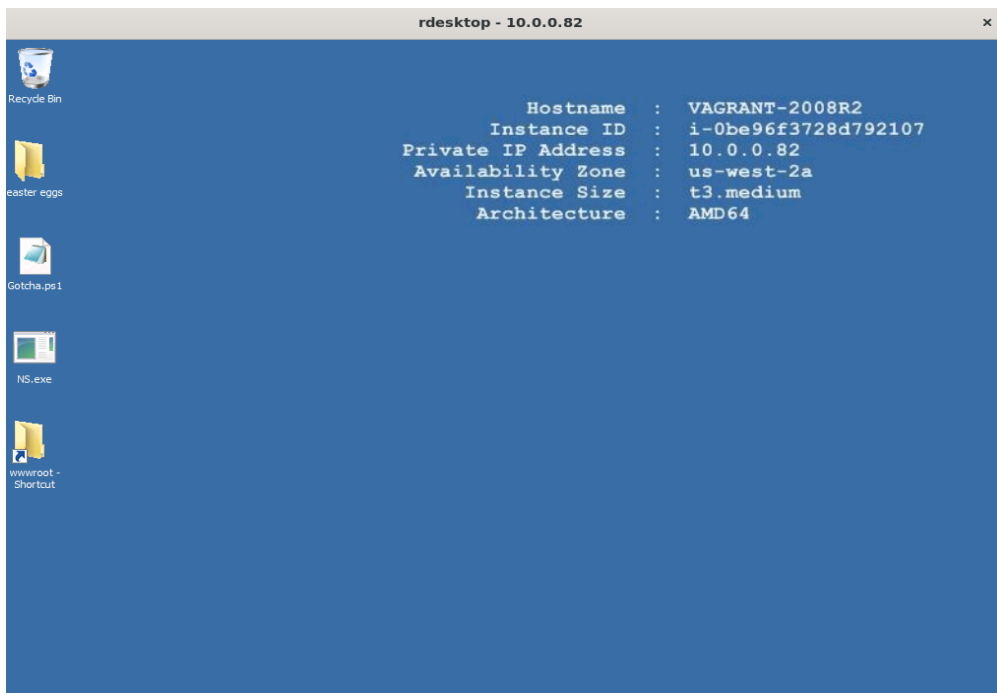 rdesktop - 10.0.0.82
×
Recycle Bin
Hostname : VAGRANT-2008R2
Instance ID : i-0be96f3728d792107
Private IP Address : 10.0.0.82
Availability Zone : us-west-2a
Instance Size : t3.medium
Architecture : AMD64
easter eggs
Gotcha.ps1
NS.exe
wwwroot -
Shortcut